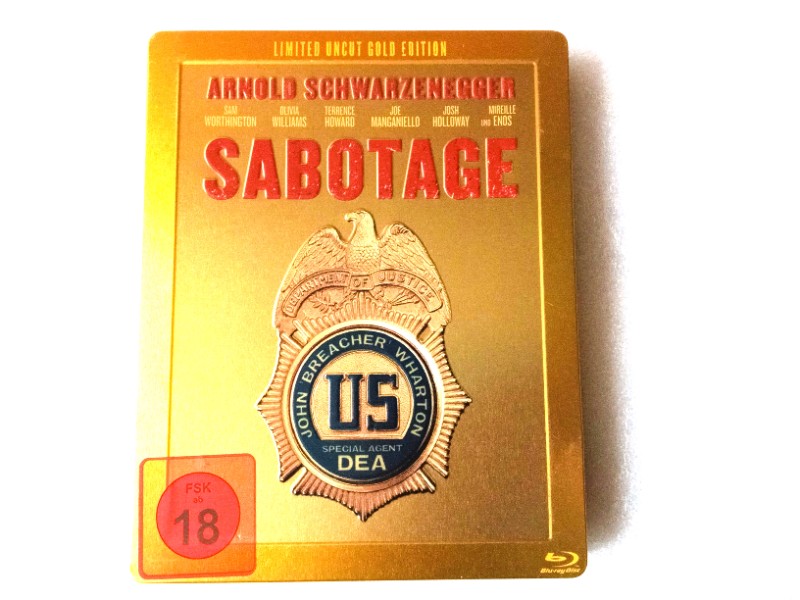 LIMITED UNCUT GOLD EDITION
ARNOLD SCHWARZENEGGER
SAM WORTHINGTON
OLIVIA WILLIAMS
TERRENCE HOWARD
JOE MANGANIELLO
JOSH HOLLOWAY
UND MIREILLE ENOS
SABOTAGE
DEPARTMENT OF JUSTICE
JOHN 'BREACHER' WHARTON
US
SPECIAL AGENT
DEA
FSK
ab
18
Blu-ray Disc